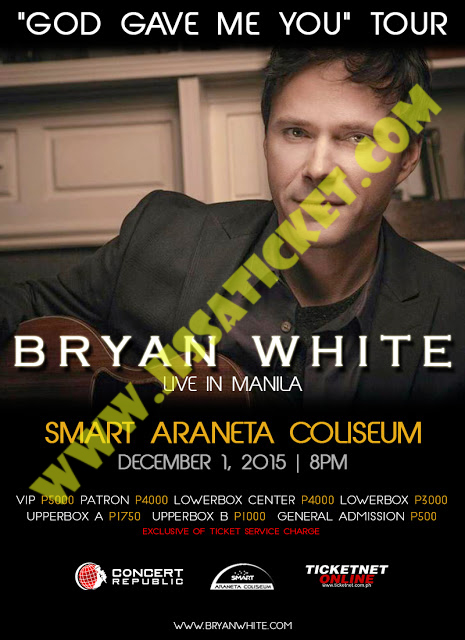 "GOD GAVE ME YOU" TOUR
BRYAN WHITE
LIVE IN MANILA
SMART ARANETA COLISEUM
DECEMBER 1, 2015 | 8PM
VIP P5000 PATRON P4000 LOWERBOX CENTER P4000 LOWERBOX P3000
UPPERBOX A P1750 UPPERBOX B P1000 GENERAL ADMISSION P500
EXCLUSIVE OF TICKET SERVICE CHARGE
CONCERT
REPUBLIC
SMART
ARANETA COLISEUM
TICKETNET
ONLINE
www.ticketnet.com.ph
WWW.BRYANWHITE.COM